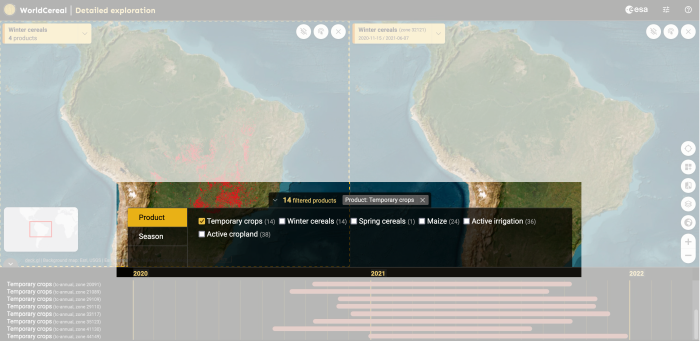 WorldCereal | Detailed exploration
esa
Winter cereals
4 products
Winter cereals
14 filtered products
Product: Temporary crops
Product
Season
Temporary crops (14) Winter cereals (14) Spring cereals (1) Maize (24) Active irrigation (36)
Active cropland (38)
2020 2021 2022
Temporary crops
Temporary crops
Temporary crops
Temporary crops
Temporary crops
Temporary crops
Temporary crops
Temporary crops